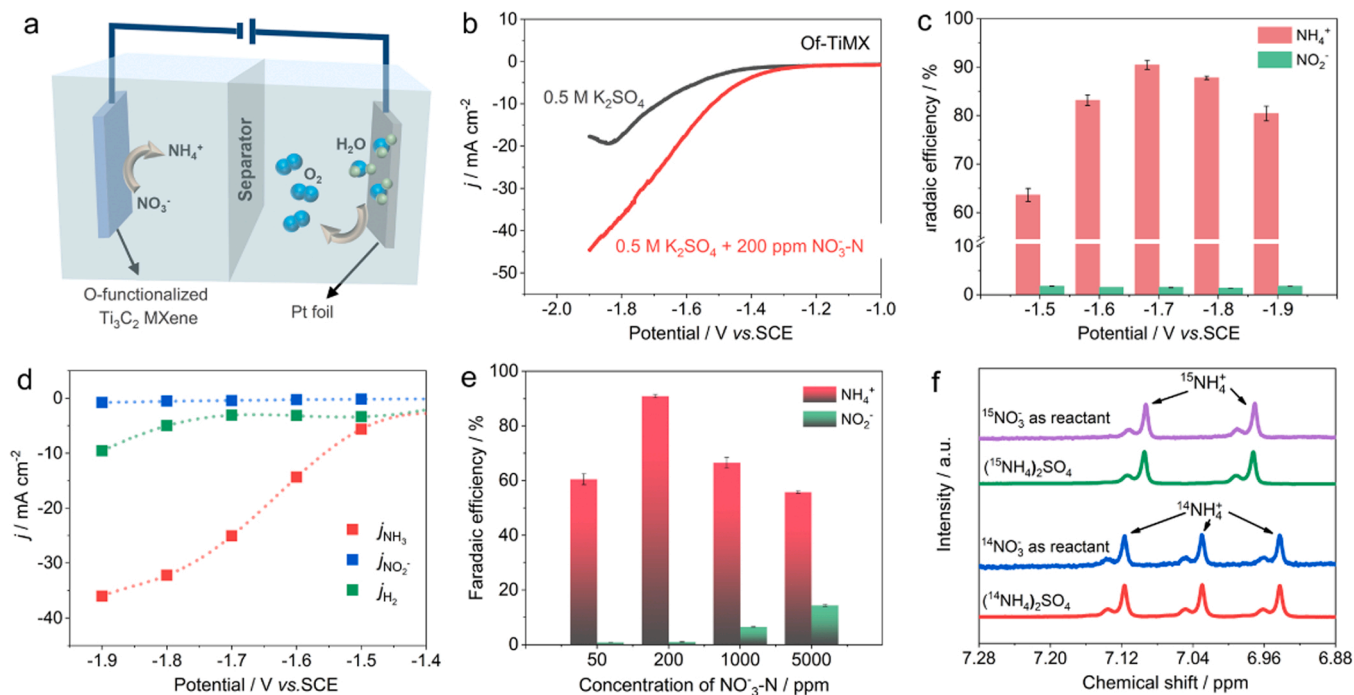 a
NH₄⁺
NO₃⁻
Separator
O₂
H₂O
O-functionalized
Ti₃C₂ MXene
Pt foil
b
Of-TiMX
0.5 M K₂SO₄
0.5 M K₂SO₄ + 200 ppm NO₃⁻-N
j / mA cm⁻²
10
0
-10
-20
-30
-40
-50
-2.0
-1.8
-1.6
-1.4
-1.2
-1.0
Potential / V vs.SCE
c
NH₄⁺
NO₂⁻
aradaic efficiency / %
100
90
80
70
60
10
0
-1.5
-1.6
-1.7
-1.8
-1.9
Potential / V vs.SCE
d
j / mA cm⁻²
0
-10
-20
-30
-40
j NH₃
j NO₂⁻
j H₂
-1.9
-1.8
-1.7
-1.6
-1.5
-1.4
Potential / V vs.SCE
e
NH₄⁺
NO₂⁻
Faradaic efficiency / %
100
80
60
40
20
0
50
200
1000
5000
Concentration of NO₃⁻-N / ppm
f
Intensity / a.u.
¹⁵NH₄⁺
¹⁵NO₃⁻ as reactant
(¹⁵NH₄)₂SO₄
¹⁴NH₄⁺
¹⁴NO₃⁻ as reactant
(¹⁴NH₄)₂SO₄
7.28
7.20
7.12
7.04
6.96
6.88
Chemical shift / ppm